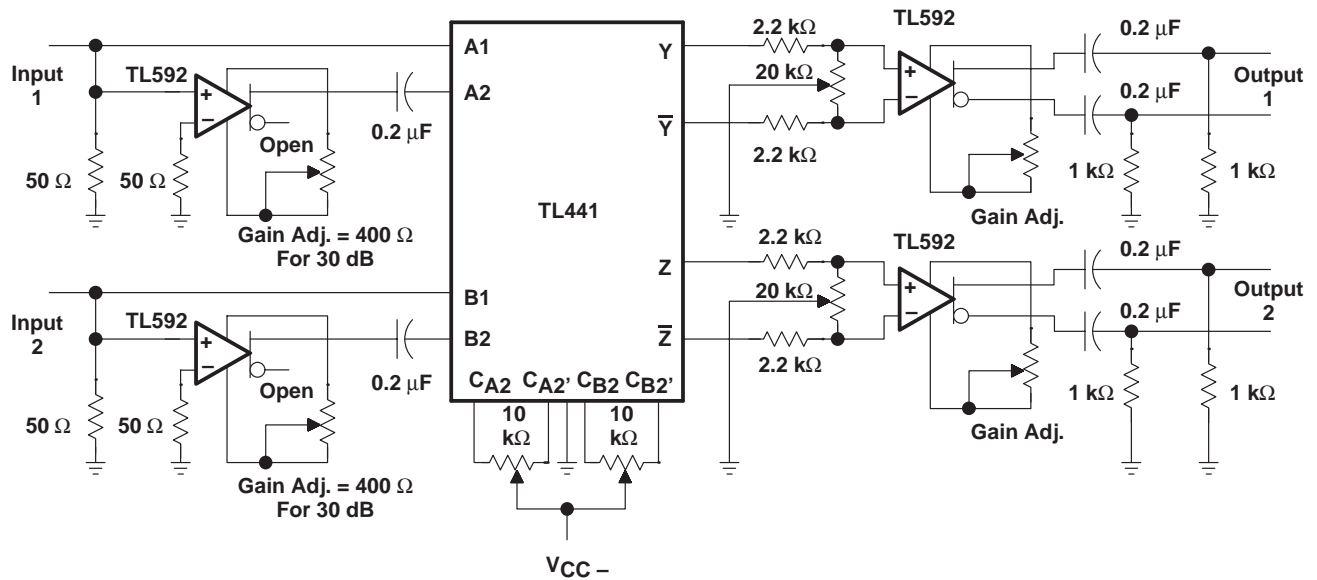 TL592
2.2 kΩ
0.2 μF
A1
Y
Input
1
TL592
+
−
A2
20 kΩ
+
−
Output
1
0.2 μF
0.2 μF
Open
Y̅
2.2 kΩ
50 Ω
50 Ω
1 kΩ
1 kΩ
TL441
Gain Adj.
Gain Adj. = 400 Ω
For 30 dB
2.2 kΩ
TL592
0.2 μF
Z
B1
Input
2
TL592
+
−
20 kΩ
+
−
Output
2
0.2 μF
B2
Z̅
2.2 kΩ
0.2 μF
Open
CA2 CA2' CB2 CB2'
50 Ω
50 Ω
10
kΩ
10
kΩ
1 kΩ
1 kΩ
Gain Adj.
Gain Adj. = 400 Ω
For 30 dB
VCC –